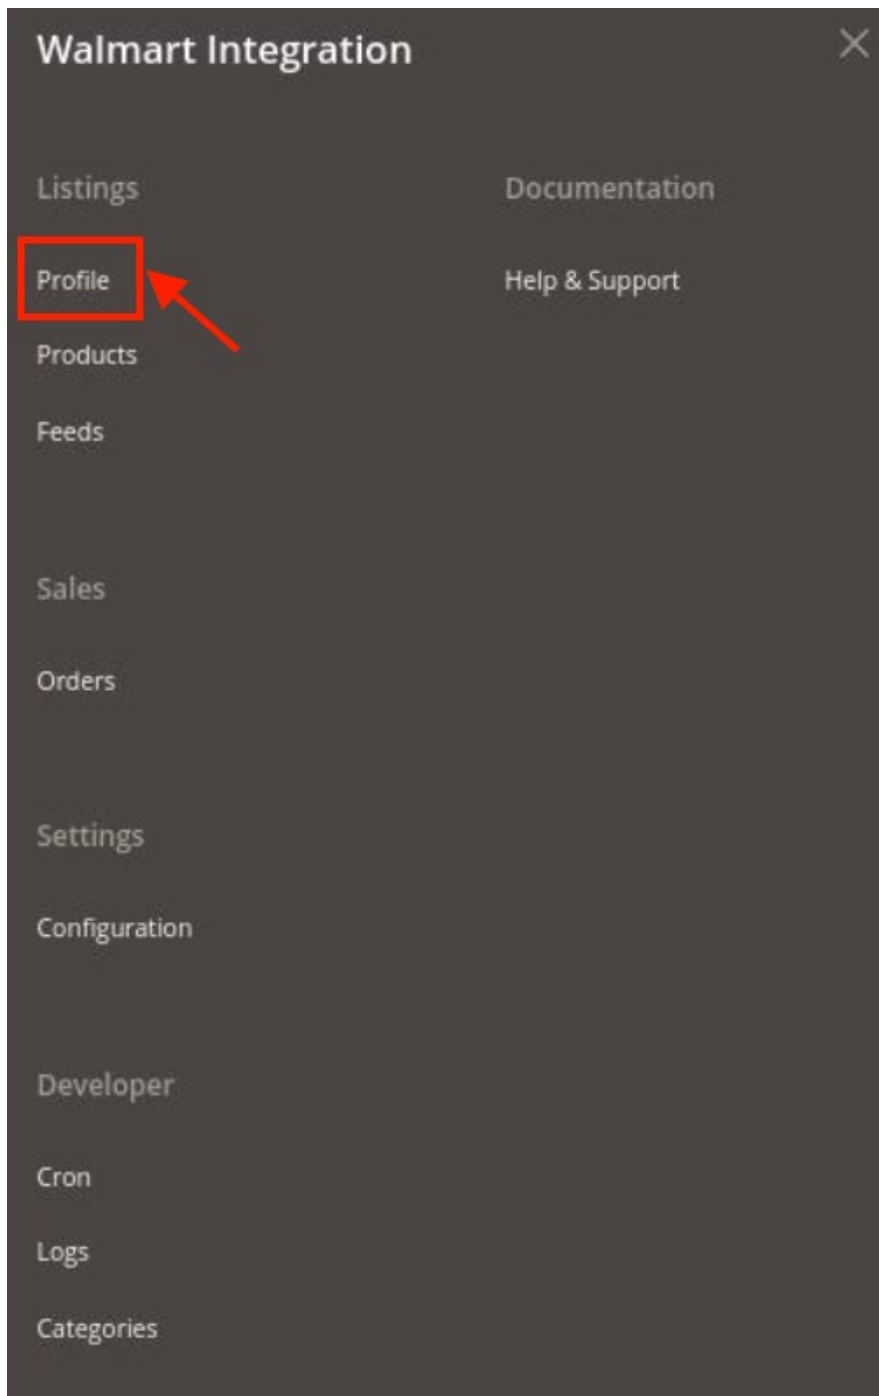 Walmart Integration
Listings
Profile
Products
Feeds
Sales
Orders
Settings
Configuration
Developer
Cron
Logs
Categories
Documentation
Help & Support